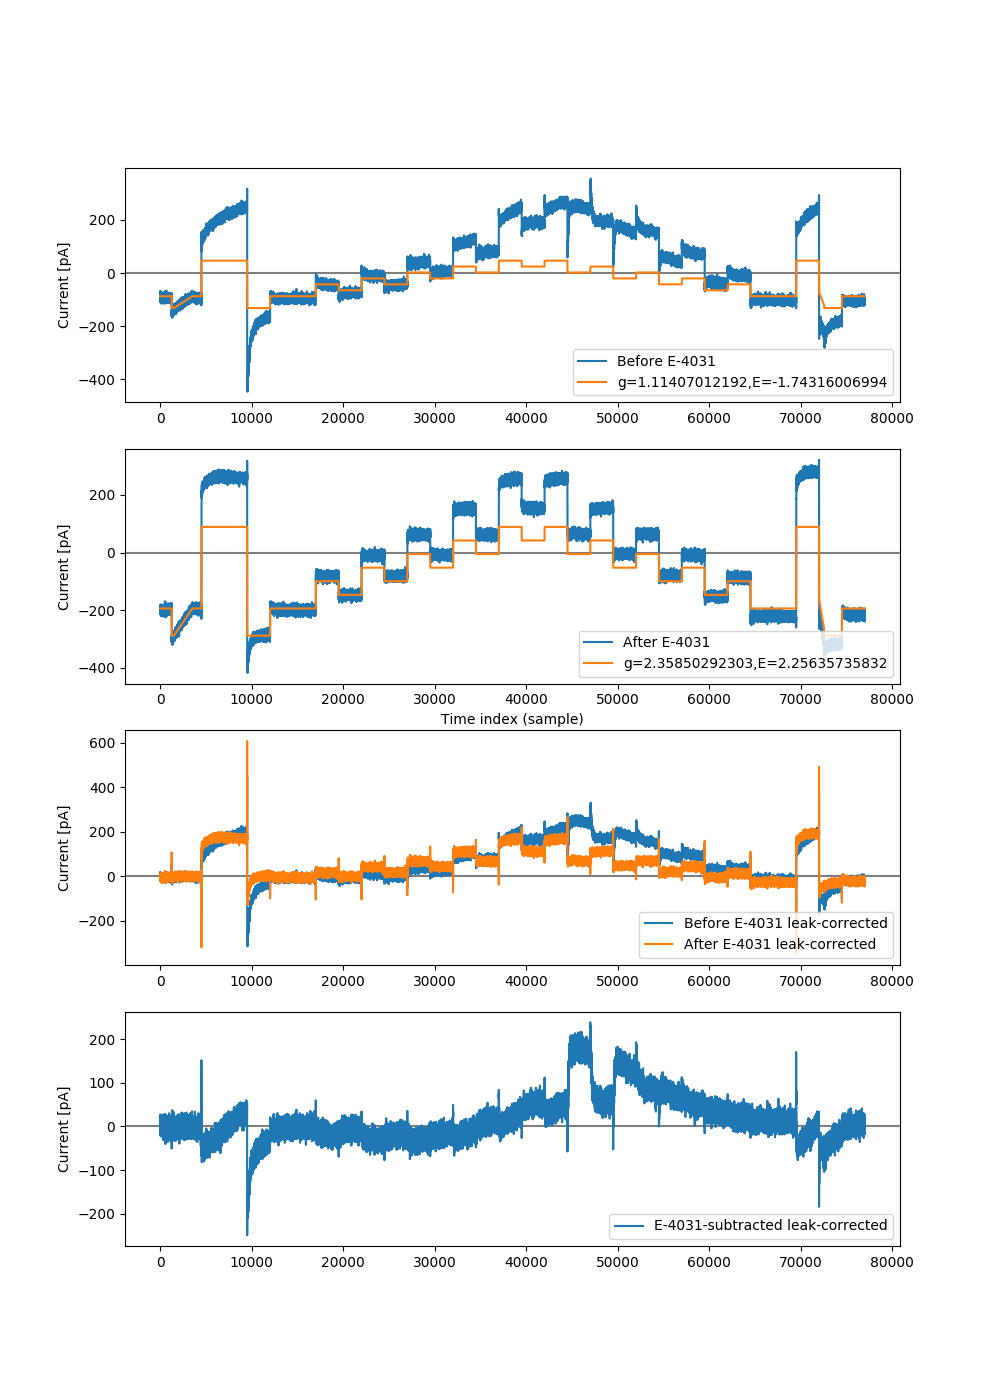 Current [pA]
200
0
−200
−400
Before E-4031
g=1.11407012192,E=-1.74316006994
0 10000 20000 30000 40000 50000 60000 70000 80000
Current [pA]
200
0
−200
−400
After E-4031
g=2.35850292303,E=2.25635735832
0 10000 20000 30000 40000 50000 60000 70000 80000
Time index (sample)
Current [pA]
600
400
200
0
−200
Before E-4031 leak-corrected
After E-4031 leak-corrected
0 10000 20000 30000 40000 50000 60000 70000 80000
Current [pA]
200
100
0
−100
−200
E-4031-subtracted leak-corrected
0 10000 20000 30000 40000 50000 60000 70000 80000